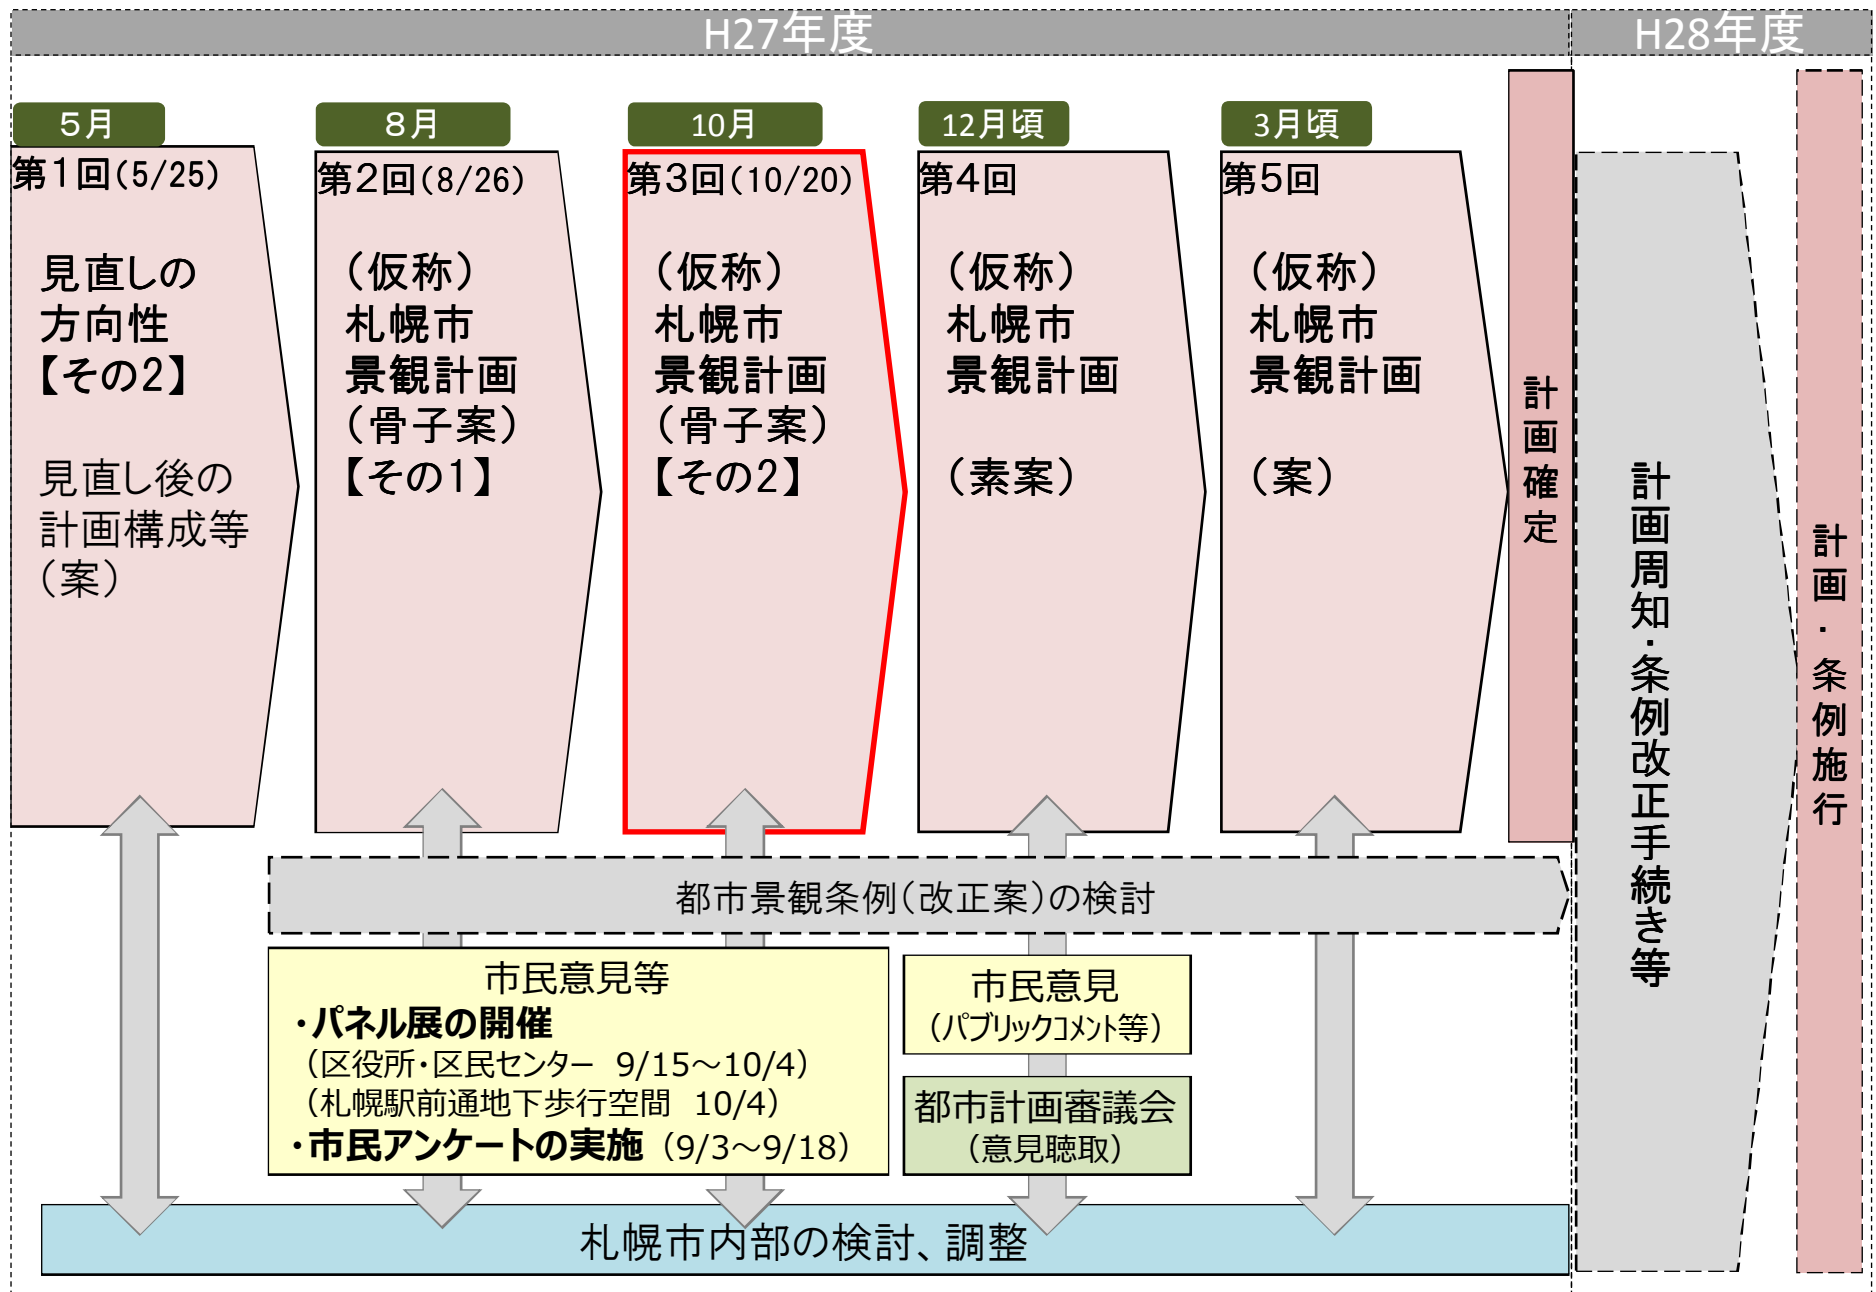 H27年度
H28年度
５月
第１回(5/25)
見直しの
方向性
【その2】
見直し後の
計画構成等
（案）
８月
第２回(8/26)
（仮称）
札幌市
景観計画
（骨子案）
【その1】
10月
第３回(10/20)
（仮称）
札幌市
景観計画
（骨子案）
【その2】
12月頃
第４回
（仮称）
札幌市
景観計画
（素案）
3月頃
第５回
（仮称）
札幌市
景観計画
（案）
計画確定
計画周知・条例改正手続き等
計画・条例施行
都市景観条例（改正案）の検討
市民意見等
・パネル展の開催
（区役所・区民センター 9/15～10/4）
（札幌駅前通地下歩行空間 10/4）
・市民アンケートの実施（9/3～9/18）
市民意見
（パブリックコメント等）
都市計画審議会
（意見聴取）
札幌市内部の検討、調整